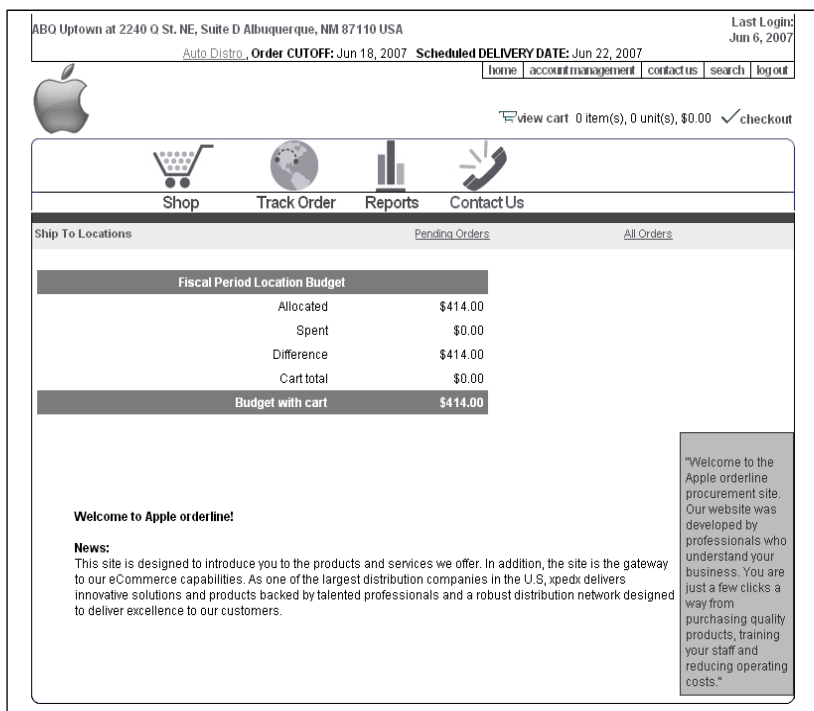 ABQ Uptown at 2240 Q St. NE, Suite D Albuquerque, NM 87110 USA
Last Login:
Jun 6, 2007
Auto Distro , Order CUTOFF: Jun 18, 2007 Scheduled DELIVERY DATE: Jun 22, 2007
home account management contact us search log out
view cart 0 item(s), 0 unit(s), $0.00 checkout
Shop Track Order Reports Contact Us
Ship To Locations Pending Orders All Orders
Fiscal Period Location Budget
Allocated $414.00
Spent $0.00
Difference $414.00
Cart total $0.00
Budget with cart $414.00
Welcome to Apple orderline!
News:
This site is designed to introduce you to the products and services we offer. In addition, the site is the gateway
to our eCommerce capabilities. As one of the largest distribution companies in the U.S, xpedx delivers
innovative solutions and products backed by talented professionals and a robust distribution network designed
to deliver excellence to our customers.
"Welcome to the
Apple orderline
procurement site.
Our website was
developed by
professionals who
understand your
business. You are
just a few clicks a
way from
purchasing quality
products, training
your staff and
reducing operating
costs."